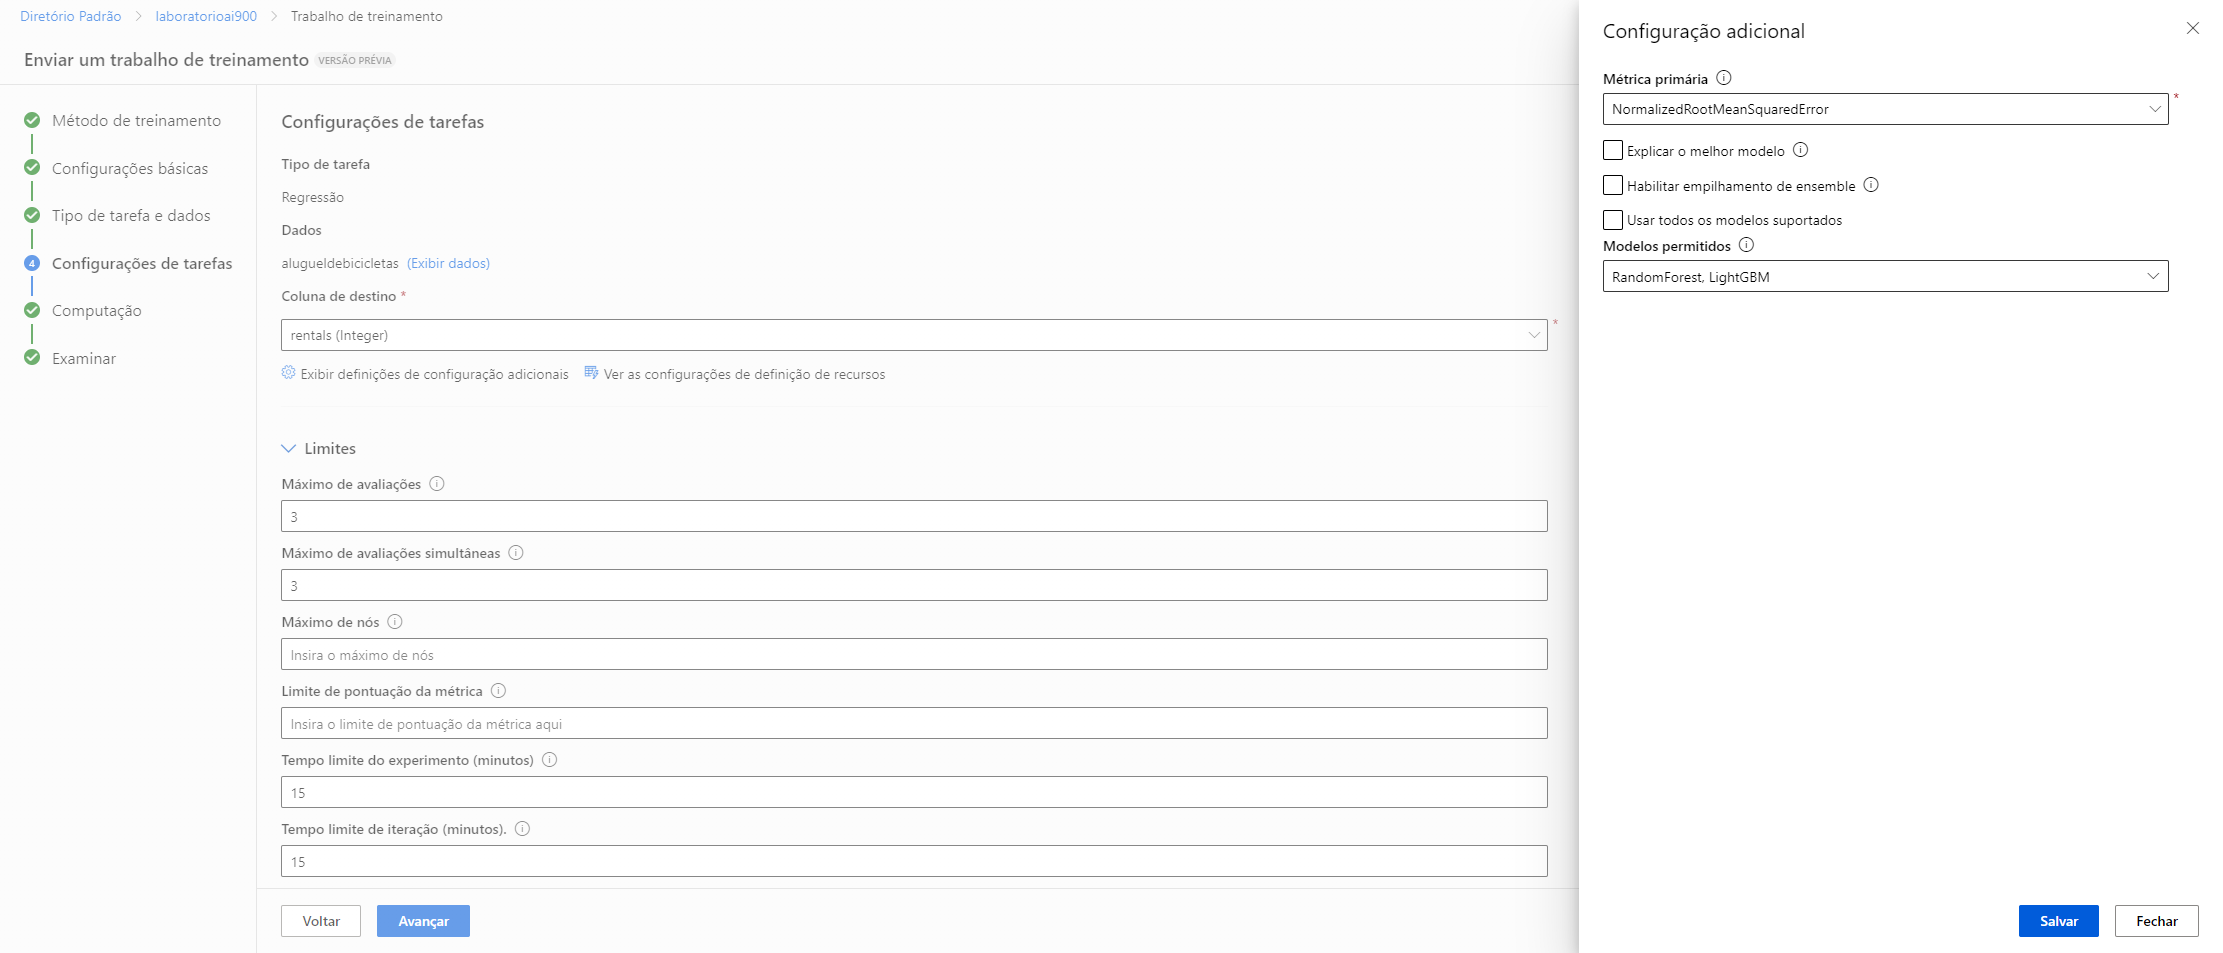 Diretório Padrão > laboratorioai900 > Trabalho de treinamento
Enviar um trabalho de treinamento VERSÃO PRÉVIA
Método de treinamento
Configurações básicas
Tipo de tarefa e dados
4 Configurações de tarefas
Computação
Examinar
Configurações de tarefas
Tipo de tarefa
Regressão
Dados
alugueldebicicletas (Exibir dados)
Coluna de destino *
rentals (Integer) *
Exibir definições de configuração adicionais Ver as configurações de definição de recursos
Limites
Máximo de avaliações
3
Máximo de avaliações simultâneas
3
Máximo de nós
Insira o máximo de nós
Limite de pontuação da métrica
Insira o limite de pontuação da métrica aqui
Tempo limite do experimento (minutos)
15
Tempo limite de iteração (minutos).
15
Voltar Avançar
Configuração adicional
Métrica primária
NormalizedRootMeanSquaredError *
Explicar o melhor modelo
Habilitar empilhamento de ensemble
Usar todos os modelos suportados
Modelos permitidos
RandomForest, LightGBM
Salvar Fechar